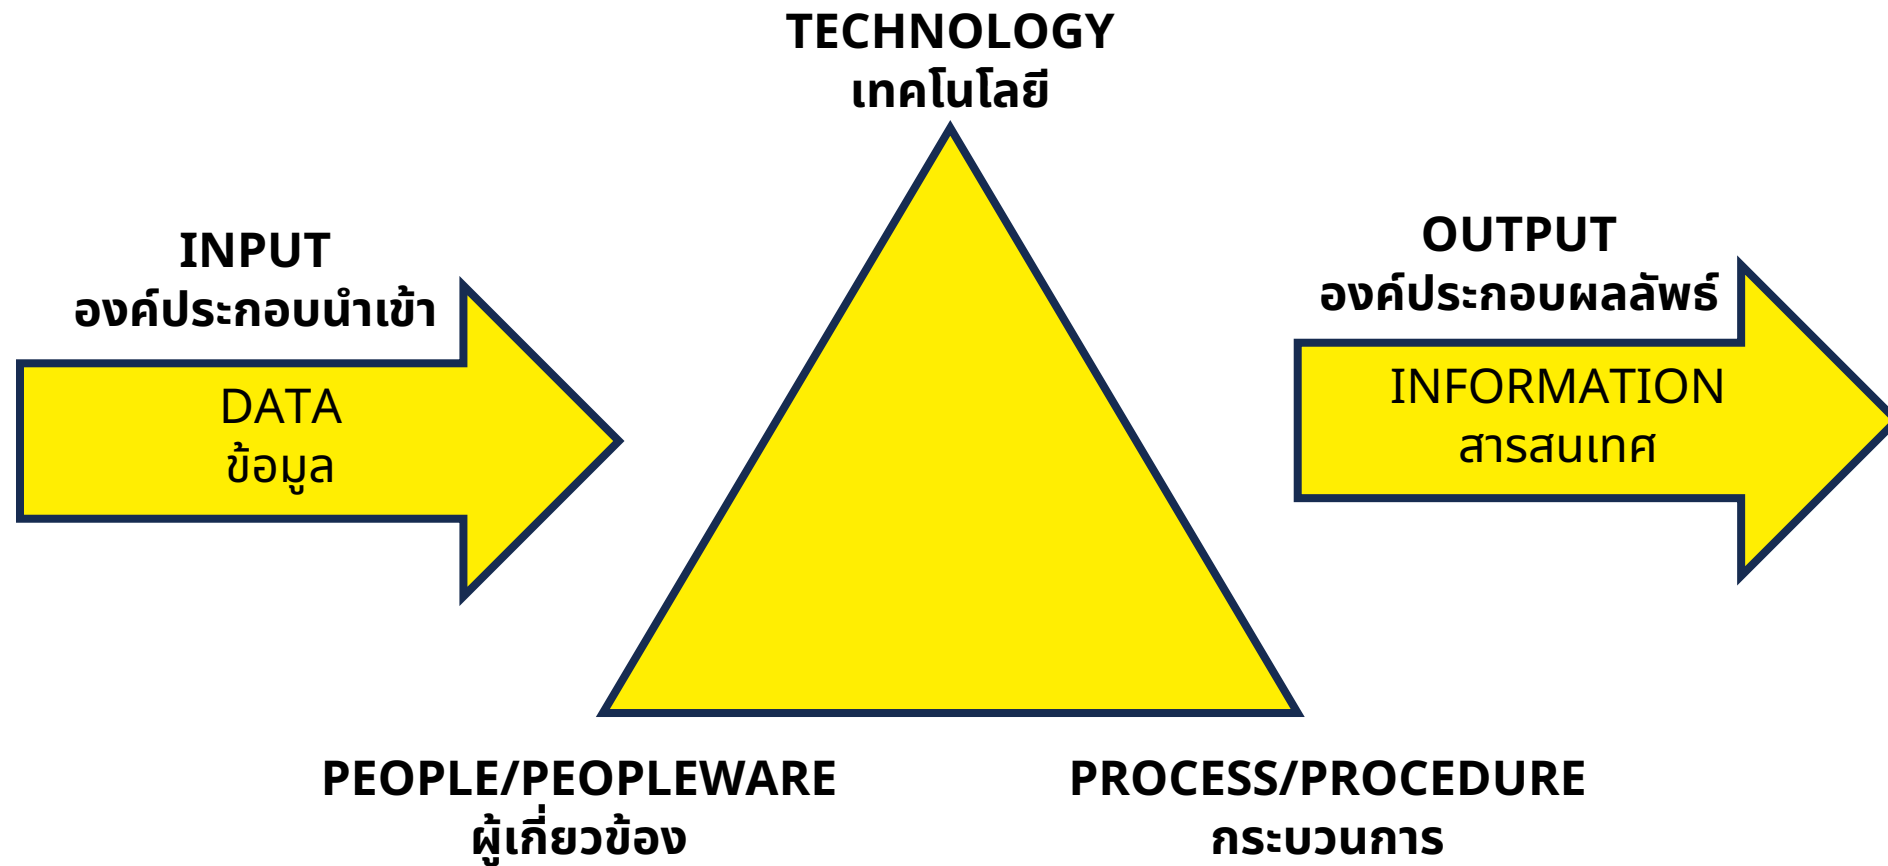 TECHNOLOGY
เทคโนโลยี
INPUT
องค์ประกอบนำเข้า
DATA
ข้อมูล
OUTPUT
องค์ประกอบผลลัพธ์
INFORMATION
สารสนเทศ
PEOPLE/PEOPLEWARE
ผู้เกี่ยวข้อง
PROCESS/PROCEDURE
กระบวนการ